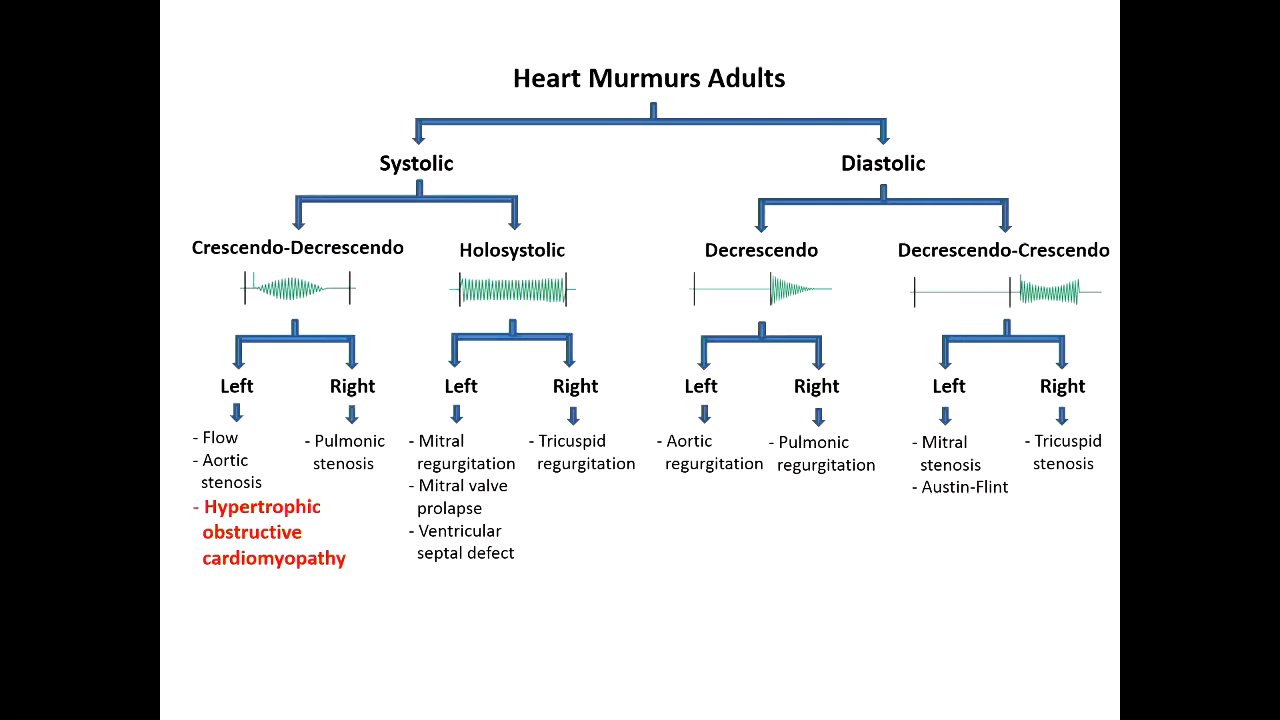 Heart Murmurs Adults
Systolic
Diastolic
Crescendo-Decrescendo
Holosystolic
Decrescendo
Decrescendo-Crescendo
Left
Right
Left
Right
Left
Right
Left
Right
- Flow
- Aortic
stenosis
- Hypertrophic
obstructive
cardiomyopathy
- Pulmonic
stenosis
- Mitral
regurgitation
- Mitral valve
prolapse
- Ventricular
septal defect
- Tricuspid
regurgitation
- Aortic
regurgitation
- Pulmonic
regurgitation
- Mitral
stenosis
- Austin-Flint
- Tricuspid
stenosis